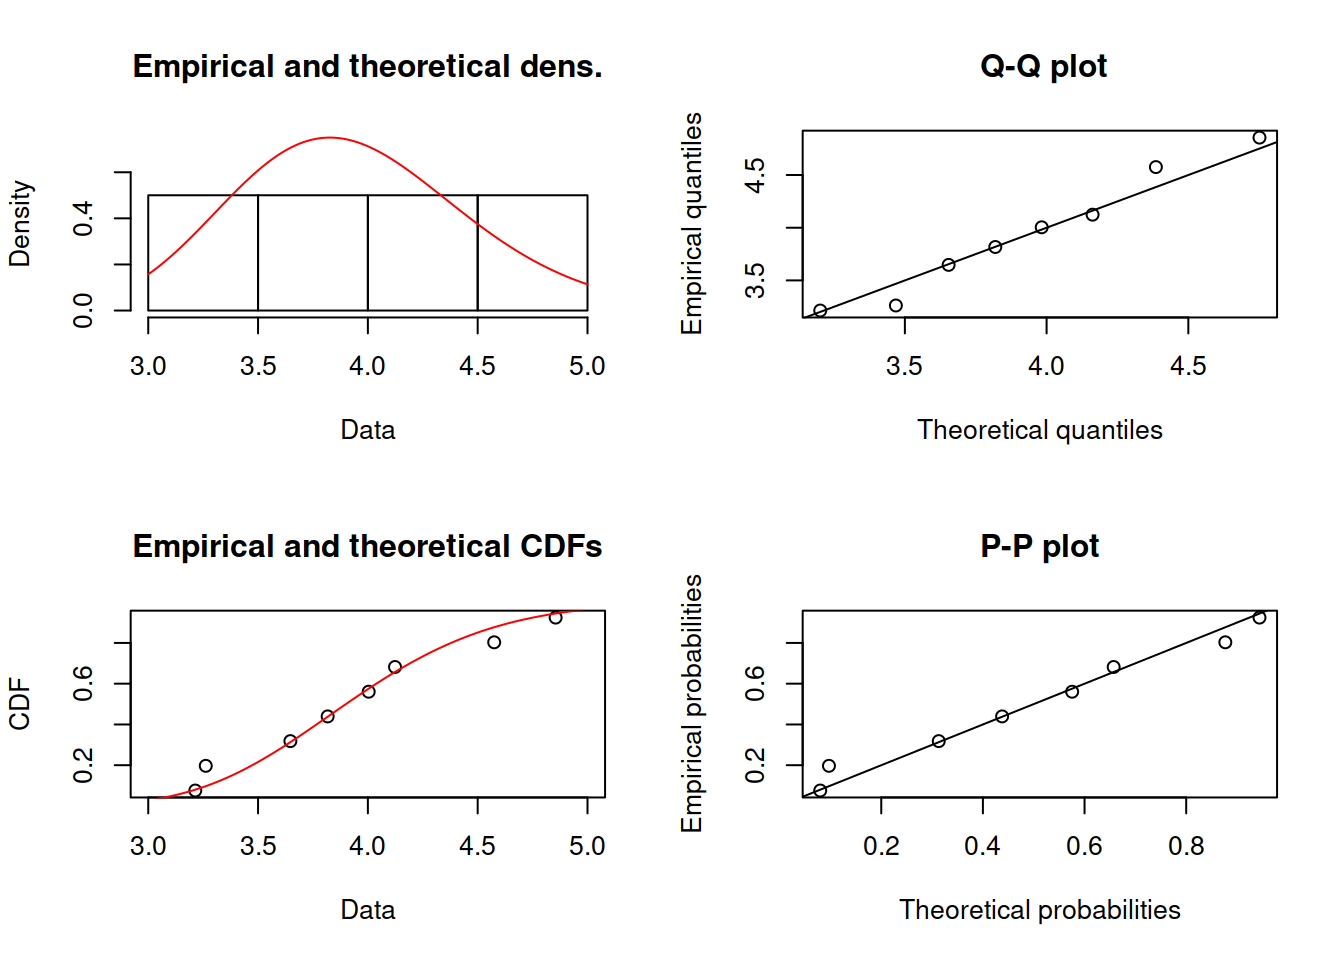 Empirical and theoretical dens.
Density
0.0 0.4
3.0 3.5 4.0 4.5 5.0
Data
Q-Q plot
Empirical quantiles
3.5 4.5
3.5 4.0 4.5
Theoretical quantiles
Empirical and theoretical CDFs
CDF
0.2 0.6
3.0 3.5 4.0 4.5 5.0
Data
P-P plot
Empirical probabilities
0.2 0.6
0.2 0.4 0.6 0.8
Theoretical probabilities